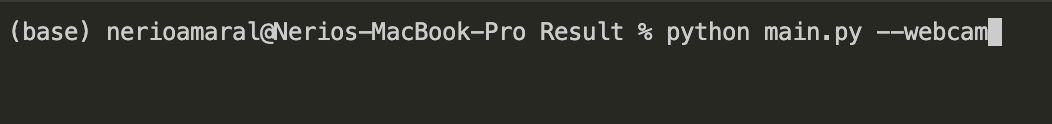 (base) nerioamaral@Nerios-MacBook-Pro Result % python main.py --webcam